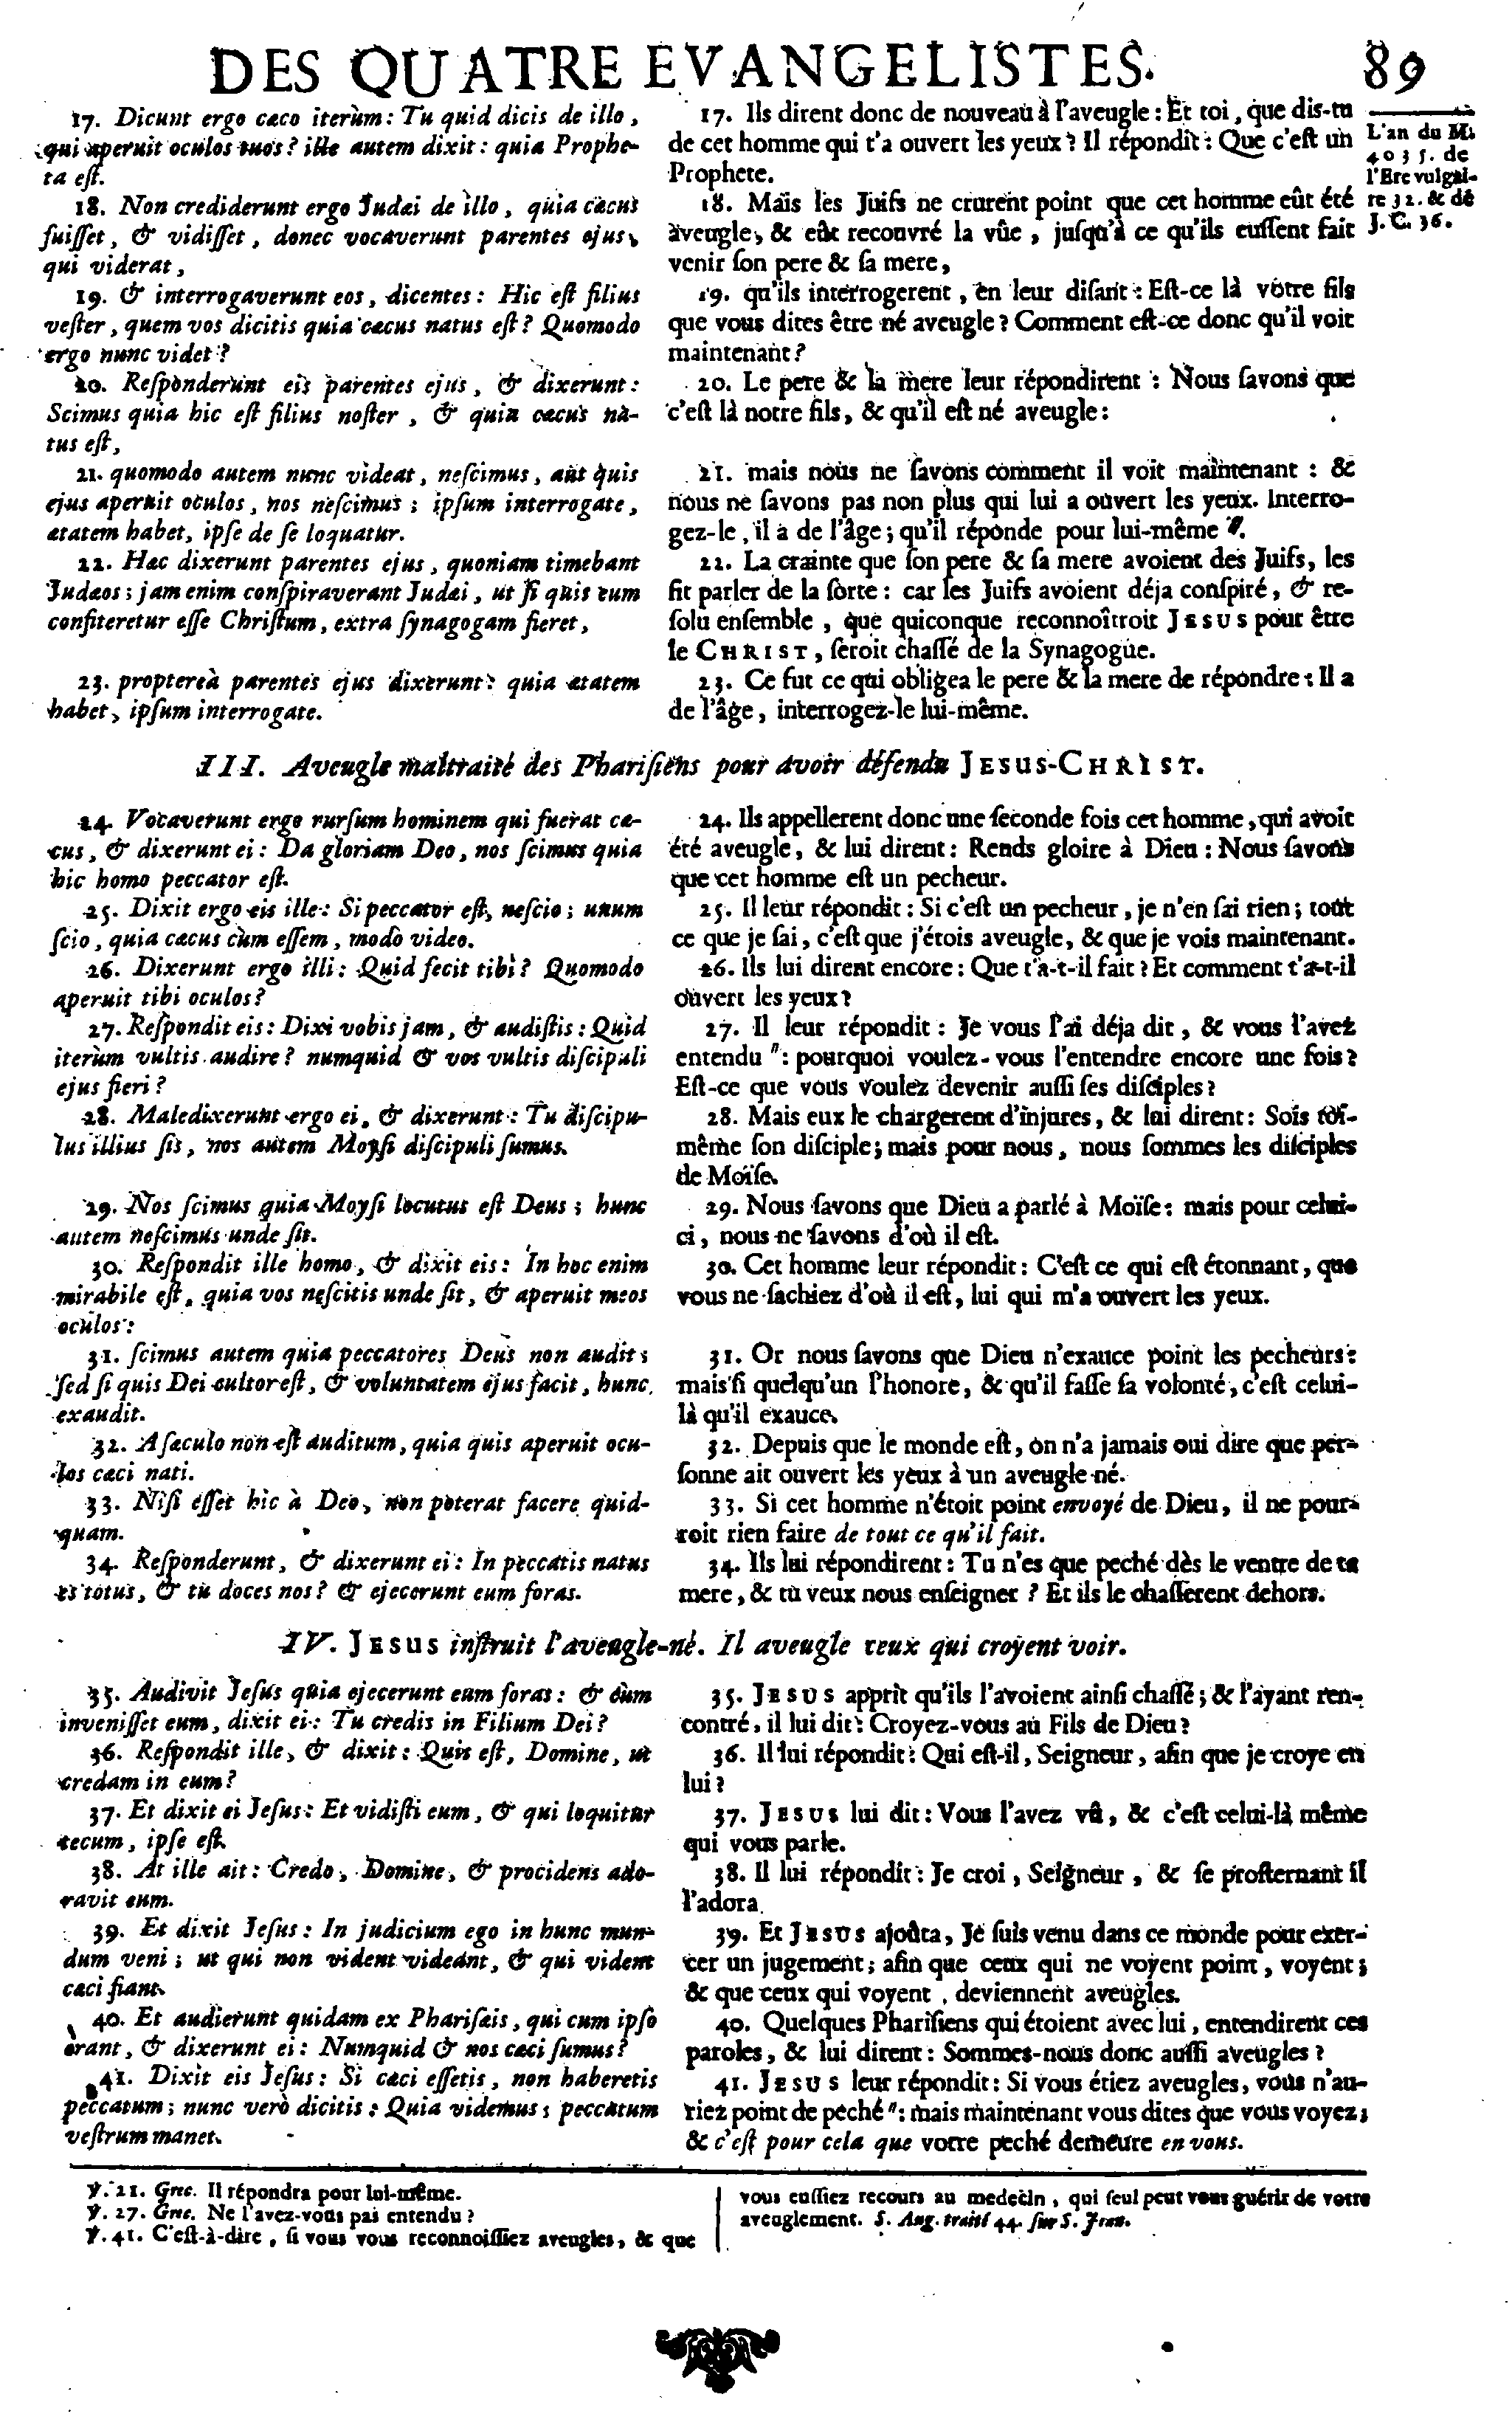 DES QUATRE EVANGELISTES. 89
17. Dicunt ergo cæco iterùm: Tu quid dicis de illo,
qui aperuit oculos tuos? ille autem dixit: quia Prophe-
ta eſt.
18. Non crediderunt ergo Judæi de illo, quia cæcus
fuiſſet, & vidiſſet, donec vocaverunt parentes ejus,
qui viderat,
19. & interrogaverunt eos, dicentes: Hic eſt filius
veſter, quem vos dicitis quia cæcus natus eſt? Quomodo
ergo nunc videt?
20. Reſponderunt eis parentes ejus, & dixerunt:
Scimus quia hic eſt filius noſter, & quia cæcus na-
tus eſt,
21. quomodo autem nunc videat, neſcimus, aut quis
ejus aperuit oculos, nos neſcimus; ipſum interrogate,
ætatem habet, ipſe de ſe loquatur.
22. Hæc dixerunt parentes ejus, quoniam timebant
Judæos; jam enim conſpiraverant Judæi, ut ſi quis eum
confiteretur eſſe Chriſtum, extra ſynagogam fieret,
23. proptereà parentes ejus dixerunt: quia ætatem
habet, ipſum interrogate.
17. Ils dirent donc de nouveau à l'aveugle: Et toi, que dis-tu
de cet homme qui t'a ouvert les yeux? Il répondit: Que c'eſt un
Prophete.
18. Mais les Juifs ne crurent point que cet homme eût été
aveugle, & eût recouvré la vûe, juſqu'à ce qu'ils euſſent fait
venir ſon pere & ſa mere,
19. qu'ils interrogerent, en leur diſant: Eſt-ce là votre fils
que vous dites être né aveugle? Comment eſt-ce donc qu'il voit
maintenant?
20. Le pere & la mere leur répondirent: Nous ſavons que
c'eſt là notre fils, & qu'il eſt né aveugle:
21. mais nous ne ſavons comment il voit maintenant: &
nous ne ſavons pas non plus qui lui a ouvert les yeux. Interro-
gez-le, il a de l'âge; qu'il réponde pour lui-même ".
22. La crainte que ſon pere & ſa mere avoient des Juifs, les
fit parler de la ſorte: car les Juifs avoient déja conſpiré, & re-
ſolu enſemble, que quiconque reconnoîtroit JESUS pour être
le CHRIST, ſeroit chaſſé de la Synagogue.
23. Ce fut ce qui obligea le pere & la mere de répondre: Il a
de l'âge, interrogez-le lui-même.
L'an du M.
4035. de
l'Ere vulgai-
re 32. & de
J. C. 36.
III. Aveugle maltraité des Phariſiens pour avoir défendu JESUS-CHRIST.
24. Vocaverunt ergo rurſum hominem qui fuerat cæ-
cus, & dixerunt ei: Da gloriam Deo, nos ſcimus quia
hic homo peccator eſt.
25. Dixit ergo eis ille: Si peccator eſt, neſcio; unum
ſcio, quia cæcus cùm eſſem, modò video.
26. Dixerunt ergo illi: Quid fecit tibi? Quomodo
aperuit tibi oculos?
27. Reſpondit eis: Dixi vobis jam, & audiſtis: Quid
iterùm vultis audire? numquid & vos vultis diſcipuli
ejus fieri?
28. Maledixerunt ergo ei, & dixerunt: Tu diſcipu-
lus illius ſis, nos autem Moyſi diſcipuli ſumus.
29. Nos ſcimus quia Moyſi locutus eſt Deus; hunc
autem neſcimus unde ſit.
30. Reſpondit ille homo, & dixit eis: In hoc enim
mirabile eſt, quia vos neſcitis unde ſit, & aperuit meos
oculos:
31. ſcimus autem quia peccatores Deus non audit;
ſed ſi quis Dei cultor eſt, & voluntatem ejus facit, hunc
exaudit.
32. A ſæculo non eſt auditum, quia quis aperuit ocu-
los cæci nati.
33. Niſi eſſet hic à Deo, non poterat facere quid-
quam.
34. Reſponderunt, & dixerunt ei: In peccatis natus
es totus, & tu doces nos? & ejecerunt eum foras.
24. Ils appellerent donc une ſeconde fois cet homme, qui avoit
été aveugle, & lui dirent: Rends gloire à Dieu: Nous ſavons
que cet homme eſt un pecheur.
25. Il leur répondit: Si c'eſt un pecheur, je n'en ſai rien; tout
ce que je ſai, c'eſt que j'étois aveugle, & que je vois maintenant.
26. Ils lui dirent encore: Que t'a-t-il fait? Et comment t'a-t-il
ouvert les yeux?
27. Il leur répondit: Je vous l'ai déja dit, & vous l'avez
entendu ": pourquoi voulez-vous l'entendre encore une fois?
Eſt-ce que vous voulez devenir auſſi ſes diſciples?
28. Mais eux le chargerent d'injures, & lui dirent: Sois toi-
même ſon diſciple; mais pour nous, nous ſommes les diſciples
de Moïſe.
29. Nous ſavons que Dieu a parlé à Moïſe: mais pour celui-
ci, nous ne ſavons d'où il eſt.
30. Cet homme leur répondit: C'eſt ce qui eſt étonnant, que
vous ne ſachiez d'où il eſt, lui qui m'a ouvert les yeux.
31. Or nous ſavons que Dieu n'exauce point les pecheurs:
mais ſi quelqu'un l'honore, & qu'il faſſe ſa volonté, c'eſt celui-
là qu'il exauce.
32. Depuis que le monde eſt, on n'a jamais oui dire que per-
ſonne ait ouvert les yeux à un aveugle né.
33. Si cet homme n'étoit point envoyé de Dieu, il ne pour-
roit rien faire de tout ce qu'il fait.
34. Ils lui répondirent: Tu n'es que peché dès le ventre de ta
mere, & tu veux nous enſeigner? Et ils le chaſſerent dehors.
IV. JESUS inſtruit l'aveugle-né. Il aveugle ceux qui croyent voir.
35. Audivit Jeſus quia ejecerunt eum foras: & cùm
inveniſſet eum, dixit ei: Tu credis in Filium Dei?
36. Reſpondit ille, & dixit: Quis eſt, Domine, ut
credam in eum?
37. Et dixit ei Jeſus: Et vidiſti eum, & qui loquitur
tecum, ipſe eſt.
38. At ille ait: Credo, Domine, & procidens ado-
ravit eum.
39. Et dixit Jeſus: In judicium ego in hunc mun-
dum veni; ut qui non vident videant, & qui vident
cæci fiant.
40. Et audierunt quidam ex Phariſæis, qui cum ipſo
erant, & dixerunt ei: Numquid & nos cæci ſumus?
41. Dixit eis Jeſus: Si cæci eſſetis, non haberetis
peccatum; nunc verò dicitis: Quia videmus; peccatum
veſtrum manet.
35. JESUS apprit qu'ils l'avoient ainſi chaſſé; & l'ayant ren-
contré, il lui dit: Croyez-vous au Fils de Dieu?
36. Il lui répondit: Qui eſt-il, Seigneur, afin que je croye en
lui?
37. JESUS lui dit: Vous l'avez vû, & c'eſt celui-là même
qui vous parle.
38. Il lui répondit: Je croi, Seigneur, & ſe proſternant il
l'adora.
39. Et JESUS ajoûta, Je ſuis venu dans ce monde pour exer-
cer un jugement; afin que ceux qui ne voyent point, voyent;
& que ceux qui voyent, deviennent aveugles.
40. Quelques Phariſiens qui étoient avec lui, entendirent ces
paroles, & lui dirent: Sommes-nous donc auſſi aveugles?
41. JESUS leur répondit: Si vous étiez aveugles, vous n'au-
riez point de peché ": mais maintenant vous dites que vous voyez;
& c'eſt pour cela que votre peché demeure en vous.
℣. 21. Grec. Il répondra pour lui-même.
℣. 27. Grec. Ne l'avez-vous pas entendu?
℣. 41. C'eſt-à-dire, ſi vous vous reconnoiſſiez aveugles, & que
vous euſſiez recours au medecin, qui ſeul peut vous guérir de votre
aveuglement. S. Aug. traité 44. ſur S. Jean.